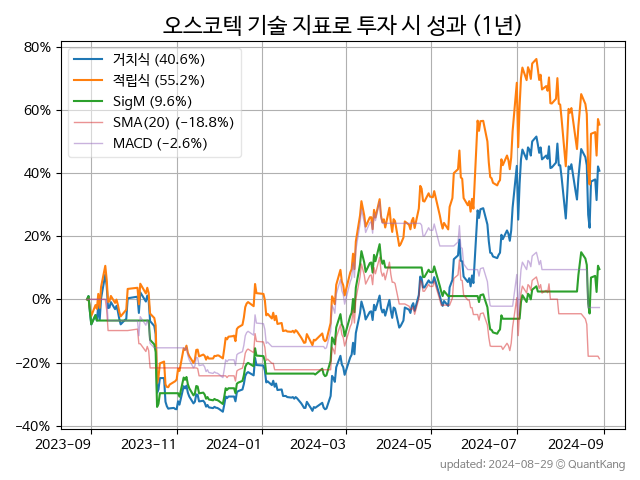 오스코텍 기술 지표로 투자 시 성과 (1년)
80%
60%
40%
20%
0%
−20%
−40%
거치식 (40.6%)
적립식 (55.2%)
SigM (9.6%)
SMA(20) (−18.8%)
MACD (−2.6%)
2023-09 2023-11 2024-01 2024-03 2024-05 2024-07 2024-09
updated: 2024-08-29 © QuantKang